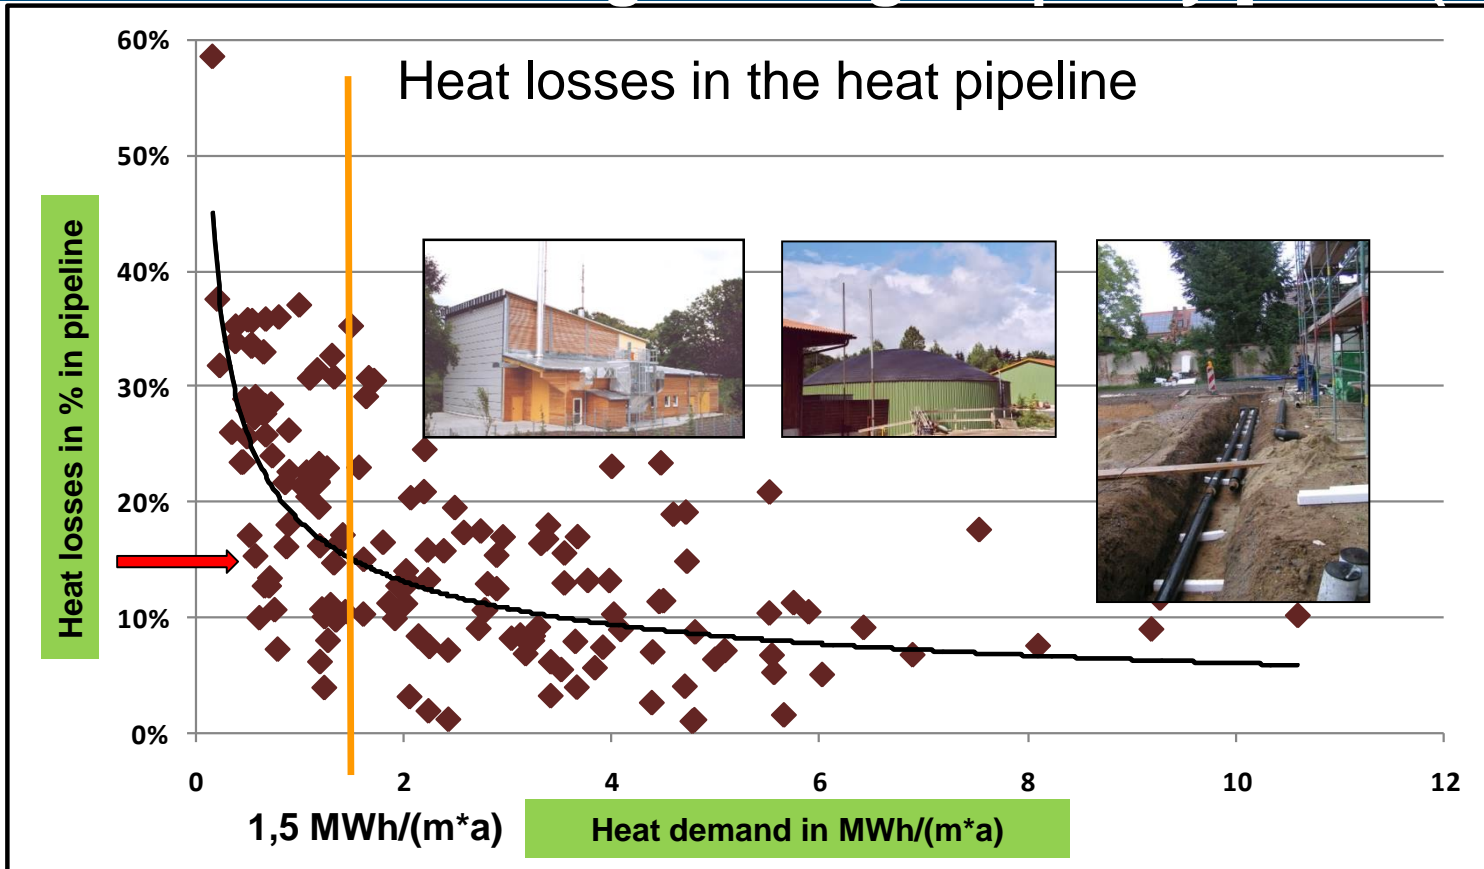 60%
Heat losses in the heat pipeline
50%
40%
30%
20%
10%
0%
Heat losses in % in pipeline
0 2 4 6 8 10 12
1,5 MWh/(m*a)
Heat demand in MWh/(m*a)